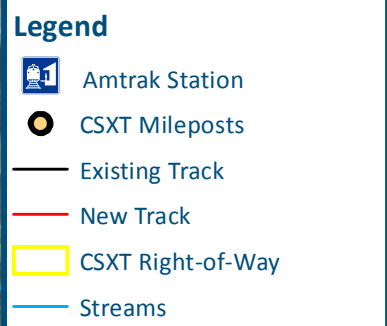 Legend
Amtrak Station
CSXT Mileposts
Existing Track
New Track
CSXT Right-of-Way
Streams